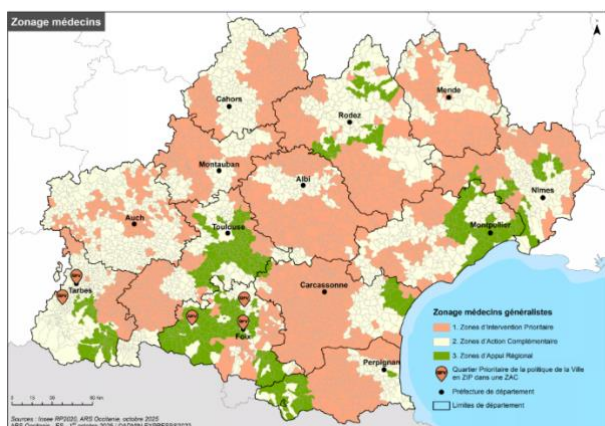 Zonage médecins
Cahors
Mende
Rodez
Montauban
Albi
Nîmes
Auch
Toulouse
Montpellier
Tarbes
Carcassonne
Foix
Perpignan
Zonage médecins généralistes
1. Zones d'Intervention Prioritaire
2. Zones d'Action Complémentaire
3. Zones d'Appui Régional
Quartier Prioritaire de la politique de la Ville
en ZIP dans une ZAC
Préfecture de département
Limites de département
Sources : Insee RP2020, ARS Occitanie, octobre 2025